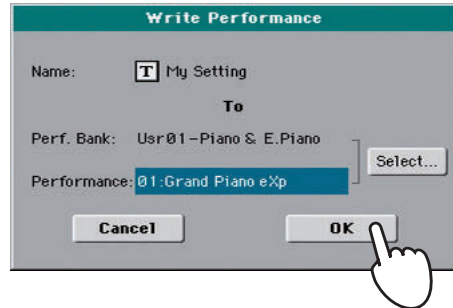 Write Performance
Name: T My Setting
To
Perf. Bank: Usr01-Piano & E.Piano
Select...
Performance: 01:Grand Piano eXp
Cancel OK